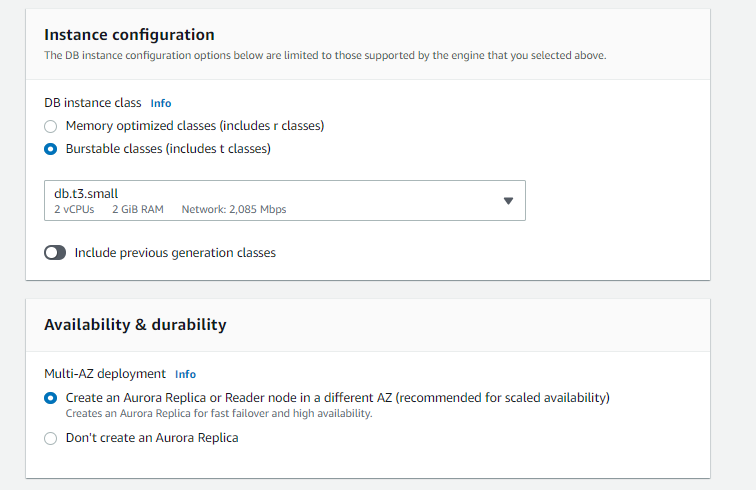 Instance configuration
The DB instance configuration options below are limited to those supported by the engine that you selected above.
DB instance class Info
Memory optimized classes (includes r classes)
Burstable classes (includes t classes)
db.t3.small
2 vCPUs 2 GiB RAM Network: 2,085 Mbps
Include previous generation classes
Availability & durability
Multi-AZ deployment Info
Create an Aurora Replica or Reader node in a different AZ (recommended for scaled availability)
Creates an Aurora Replica for fast failover and high availability.
Don't create an Aurora Replica